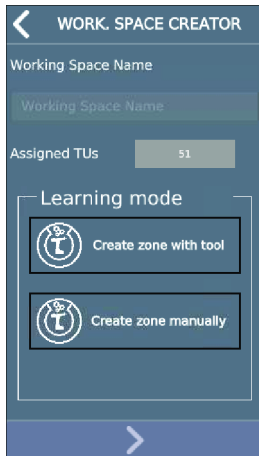 WORK. SPACE CREATOR
Working Space Name
Working Space Name
Assigned TUs 51
Learning mode
Create zone with tool
Create zone manually